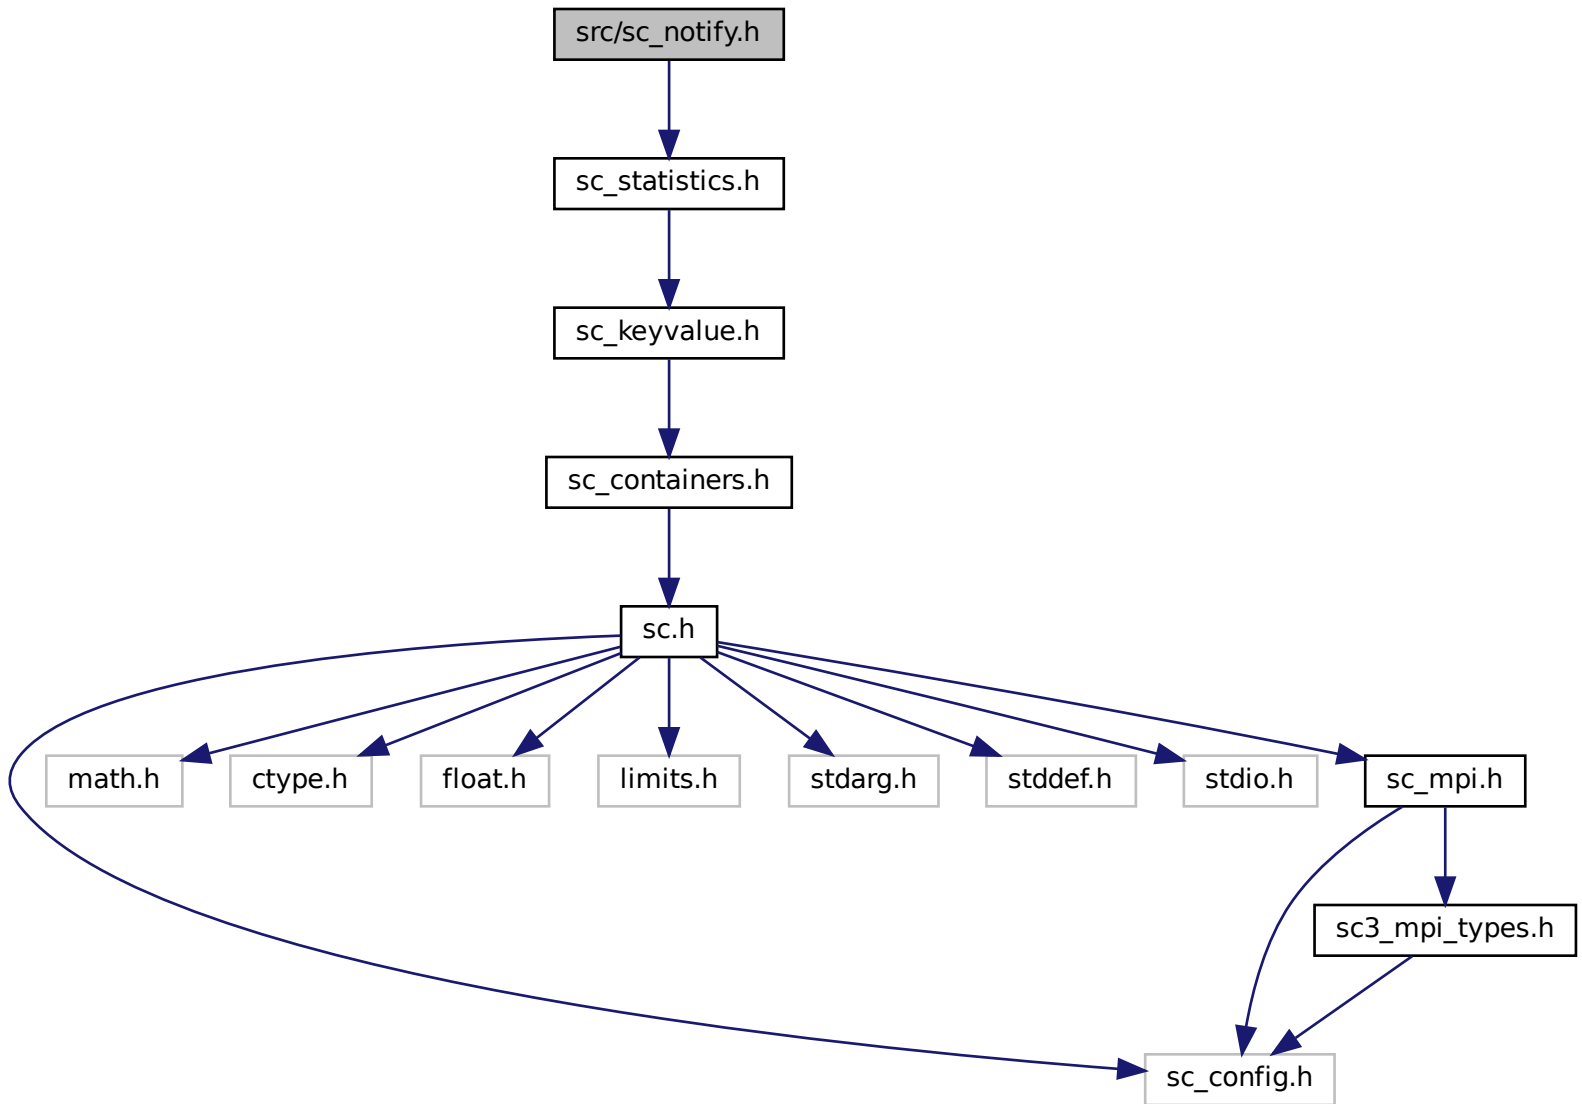 src/sc_notify.h
sc_statistics.h
sc_keyvalue.h
sc_containers.h
sc.h
math.h
ctype.h
float.h
limits.h
stdarg.h
stddef.h
stdio.h
sc_mpi.h
sc3_mpi_types.h
sc_config.h